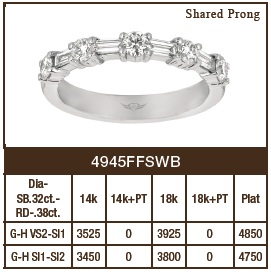 Shared Prong
4945FFSWB
Dia-
SB.32ct.-
RD-.38ct. 14k 14k+PT 18k 18k+PT Plat
G-H VS2-SI1 3525 0 3925 0 4850
G-H SI1-SI2 3450 0 3800 0 4750